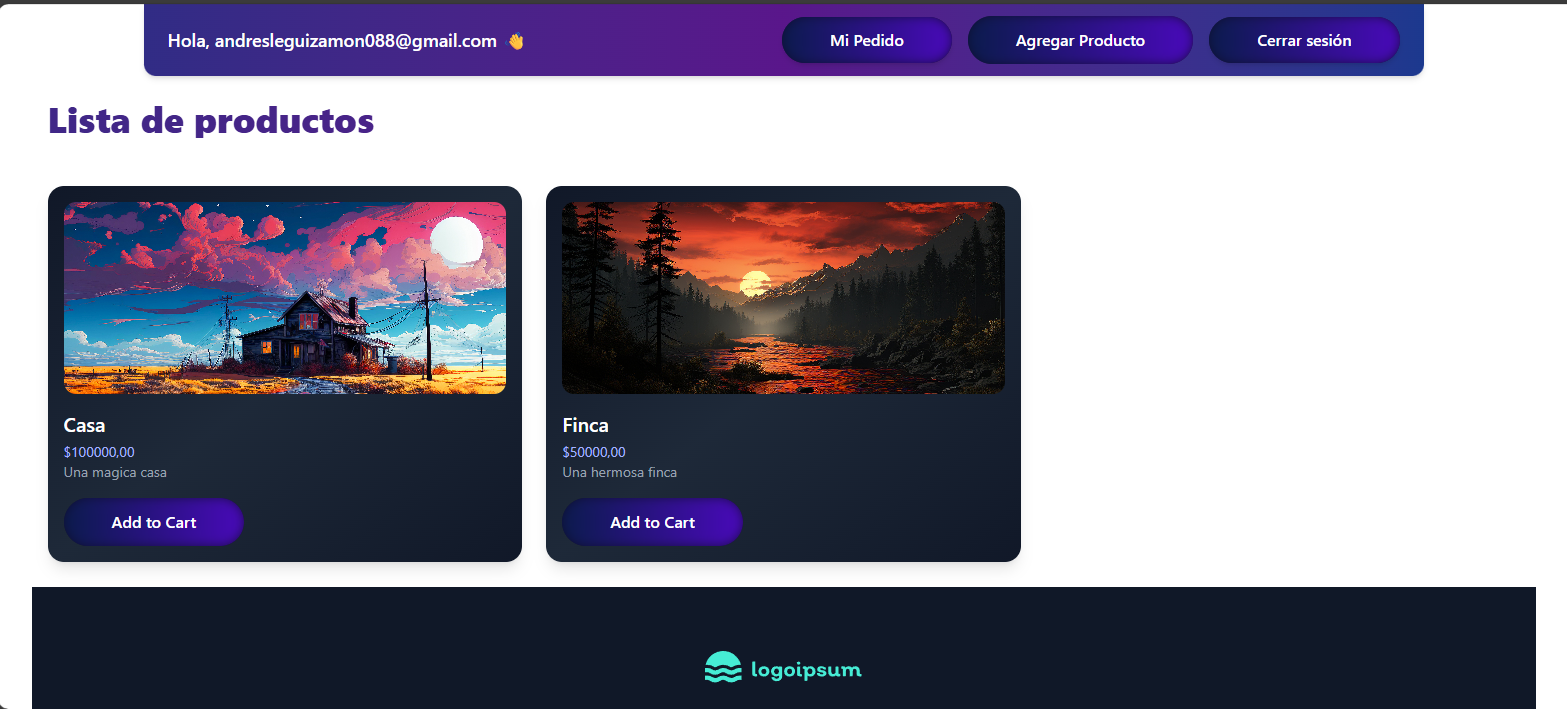 Hola, andresleguizamon088@gmail.com 👋
Mi Pedido
Agregar Producto
Cerrar sesión
Lista de productos
Casa
$100000,00
Una magica casa
Add to Cart
Finca
$50000,00
Una hermosa finca
Add to Cart
logoipsum